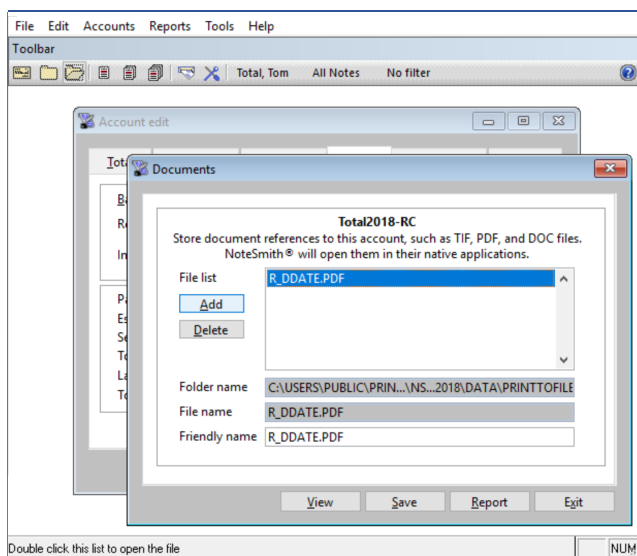 File Edit Accounts Reports Tools Help
Toolbar
Total, Tom All Notes No filter
Account edit
Documents
Total2018-RC
Store document references to this account, such as TIF, PDF, and DOC files.
NoteSmith® will open them in their native applications.
File list
R_DDATE.PDF
Add
Delete
Folder name C:\USERS\PUBLIC\PRIN...\NS...2018\DATA\PRINTTOFILE
File name R_DDATE.PDF
Friendly name R_DDATE.PDF
View Save Report Exit
Double click this list to open the file NUM